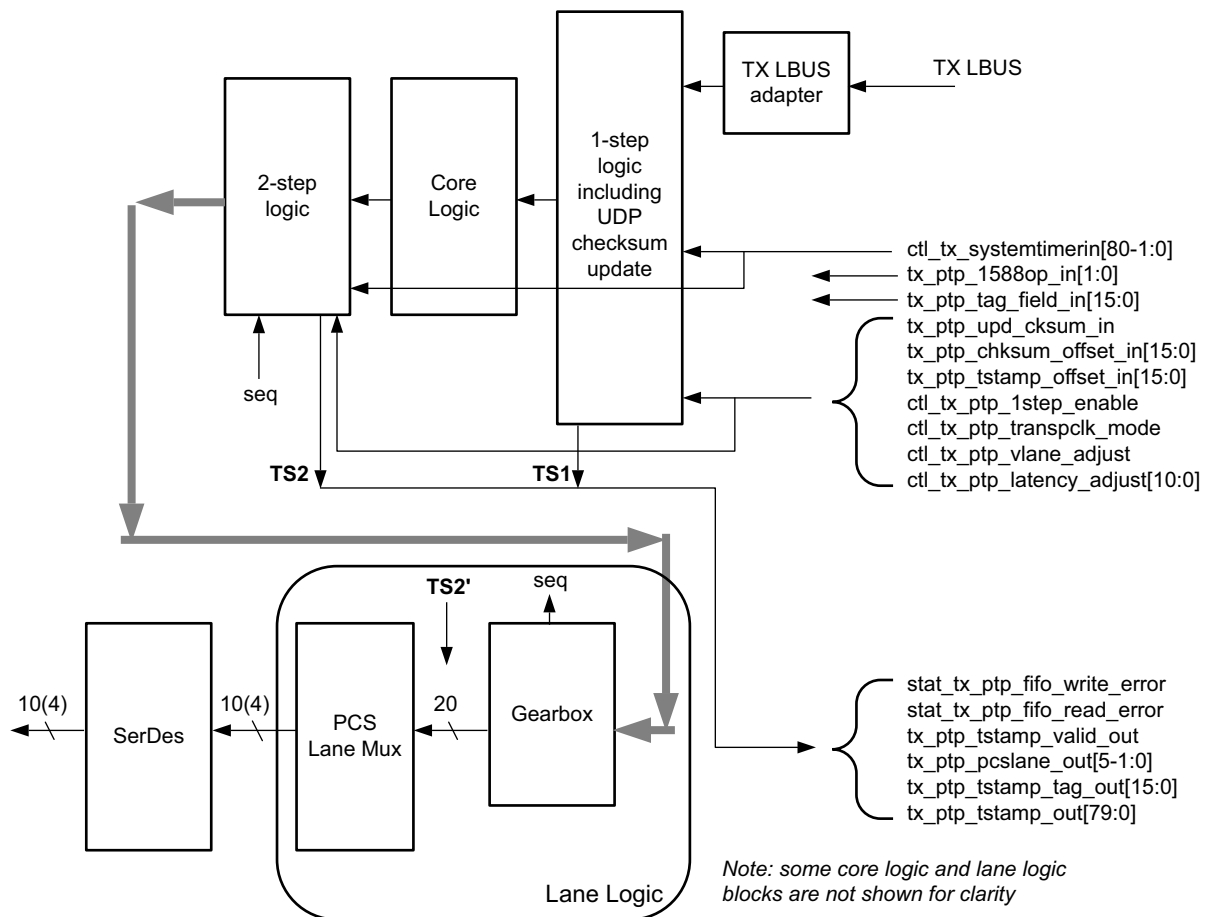 TX LBUS
adapter
TX LBUS
2-step
logic
Core
Logic
1-step
logic
including
UDP
checksum
update
ctl_tx_systemtimerin[80-1:0]
tx_ptp_1588op_in[1:0]
tx_ptp_tag_field_in[15:0]
tx_ptp_upd_cksum_in
tx_ptp_chksum_offset_in[15:0]
tx_ptp_tstamp_offset_in[15:0]
ctl_tx_ptp_1step_enable
ctl_tx_ptp_transpclk_mode
ctl_tx_ptp_vlane_adjust
ctl_tx_ptp_latency_adjust[10:0]
seq
TS2
TS1
TS2'
seq
10(4)
SerDes
10(4)
PCS
Lane Mux
20
Gearbox
stat_tx_ptp_fifo_write_error
stat_tx_ptp_fifo_read_error
tx_ptp_tstamp_valid_out
tx_ptp_pcslane_out[5-1:0]
tx_ptp_tstamp_tag_out[15:0]
tx_ptp_tstamp_out[79:0]
Lane Logic
Note: some core logic and lane logic
blocks are not shown for clarity